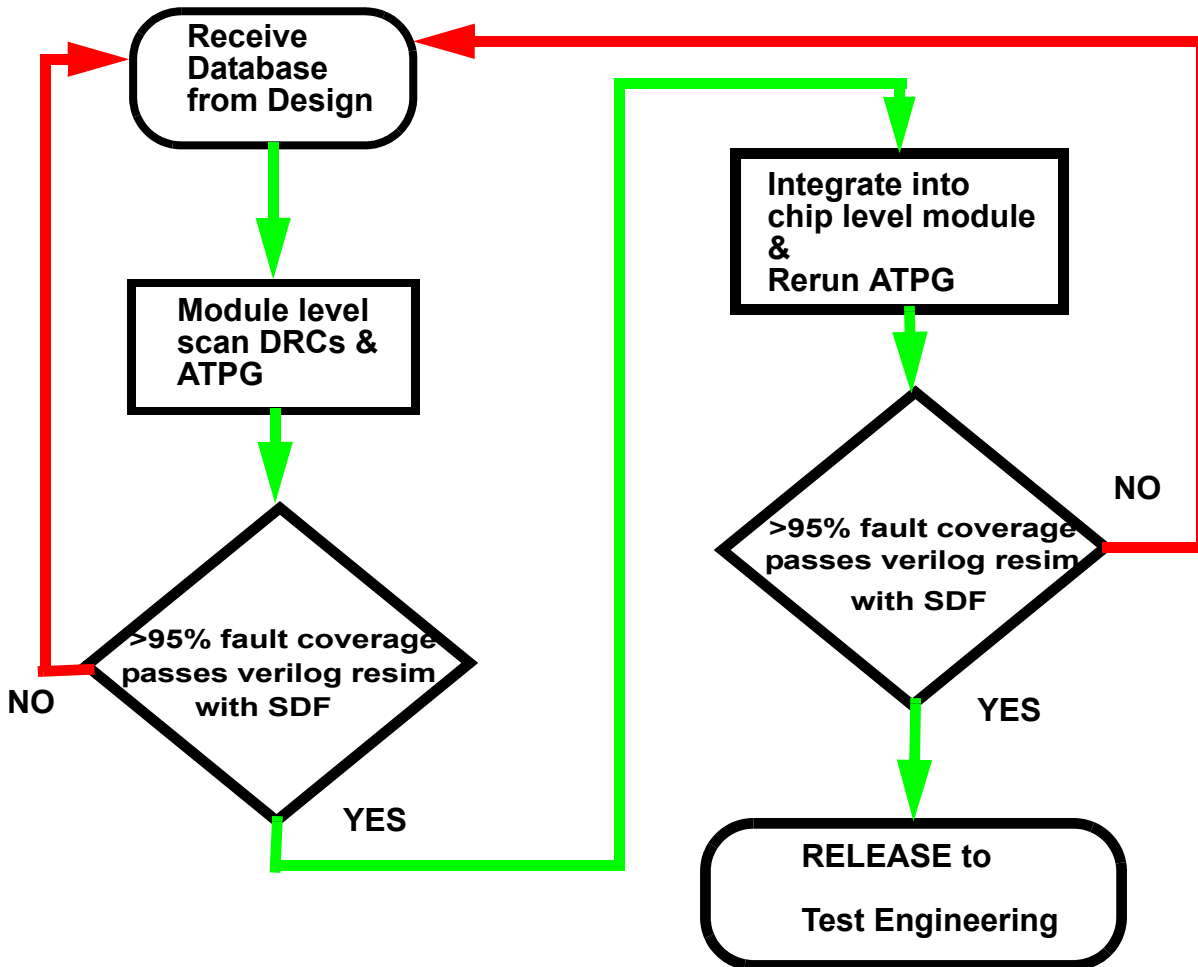 Receive
Database
from Design
Module level
scan DRCs &
ATPG
>95% fault coverage
passes verilog resim
with SDF
NO
YES
Integrate into
chip level module
&
Rerun ATPG
>95% fault coverage
passes verilog resim
with SDF
NO
YES
RELEASE to
Test Engineering